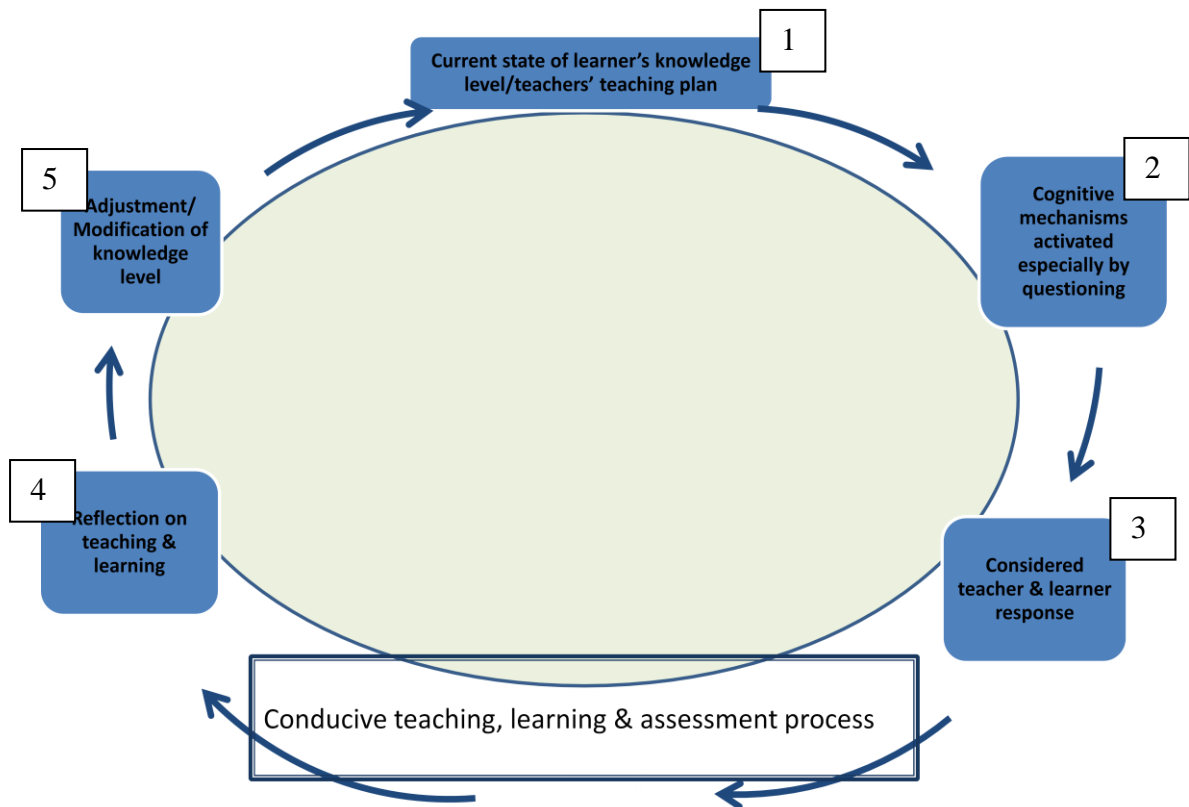 1
Current state of learner’s knowledge
level/teachers’ teaching plan
2
Cognitive
mechanisms
activated
especially by
questioning
3
Considered
teacher & learner
response
Conducive teaching, learning & assessment process
4
Reflection on
teaching &
learning
5
Adjustment/
Modification of
knowledge
level